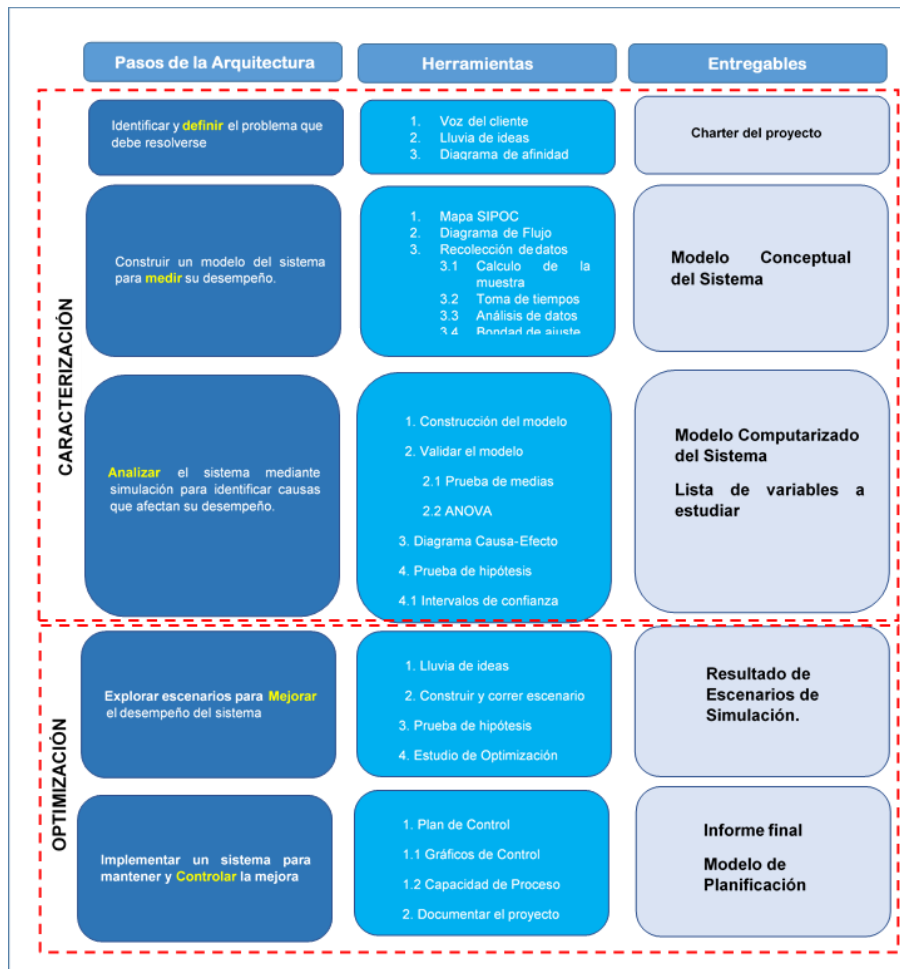 Pasos de la Arquitectura
Herramientas
Entregables
CARACTERIZACIÓN
Identificar y definir el problema que
debe resolverse
1. Voz del cliente
2. Lluvia de ideas
3. Diagrama de afinidad
Charter del proyecto
Construir un modelo del sistema
para medir su desempeño.
1. Mapa SIPOC
2. Diagrama de Flujo
3. Recolección de datos
3.1 Calculo de la
muestra
3.2 Toma de tiempos
3.3 Análisis de datos
3.4 Bondad de ajuste
Modelo Conceptual
del Sistema
Analizar el sistema mediante
simulación para identificar causas
que afectan su desempeño.
1. Construcción del modelo
2. Validar el modelo
2.1 Prueba de medias
2.2 ANOVA
3. Diagrama Causa-Efecto
4. Prueba de hipótesis
4.1 Intervalos de confianza
Modelo Computarizado
del Sistema
Lista de variables a
estudiar
OPTIMIZACIÓN
Explorar escenarios para Mejorar
el desempeño del sistema
1. Lluvia de ideas
2. Construir y correr escenario
3. Prueba de hipótesis
4. Estudio de Optimización
Resultado de
Escenarios de
Simulación.
Implementar un sistema para
mantener y Controlar la mejora
1. Plan de Control
1.1 Gráficos de Control
1.2 Capacidad de Proceso
2. Documentar el proyecto
Informe final
Modelo de
Planificación